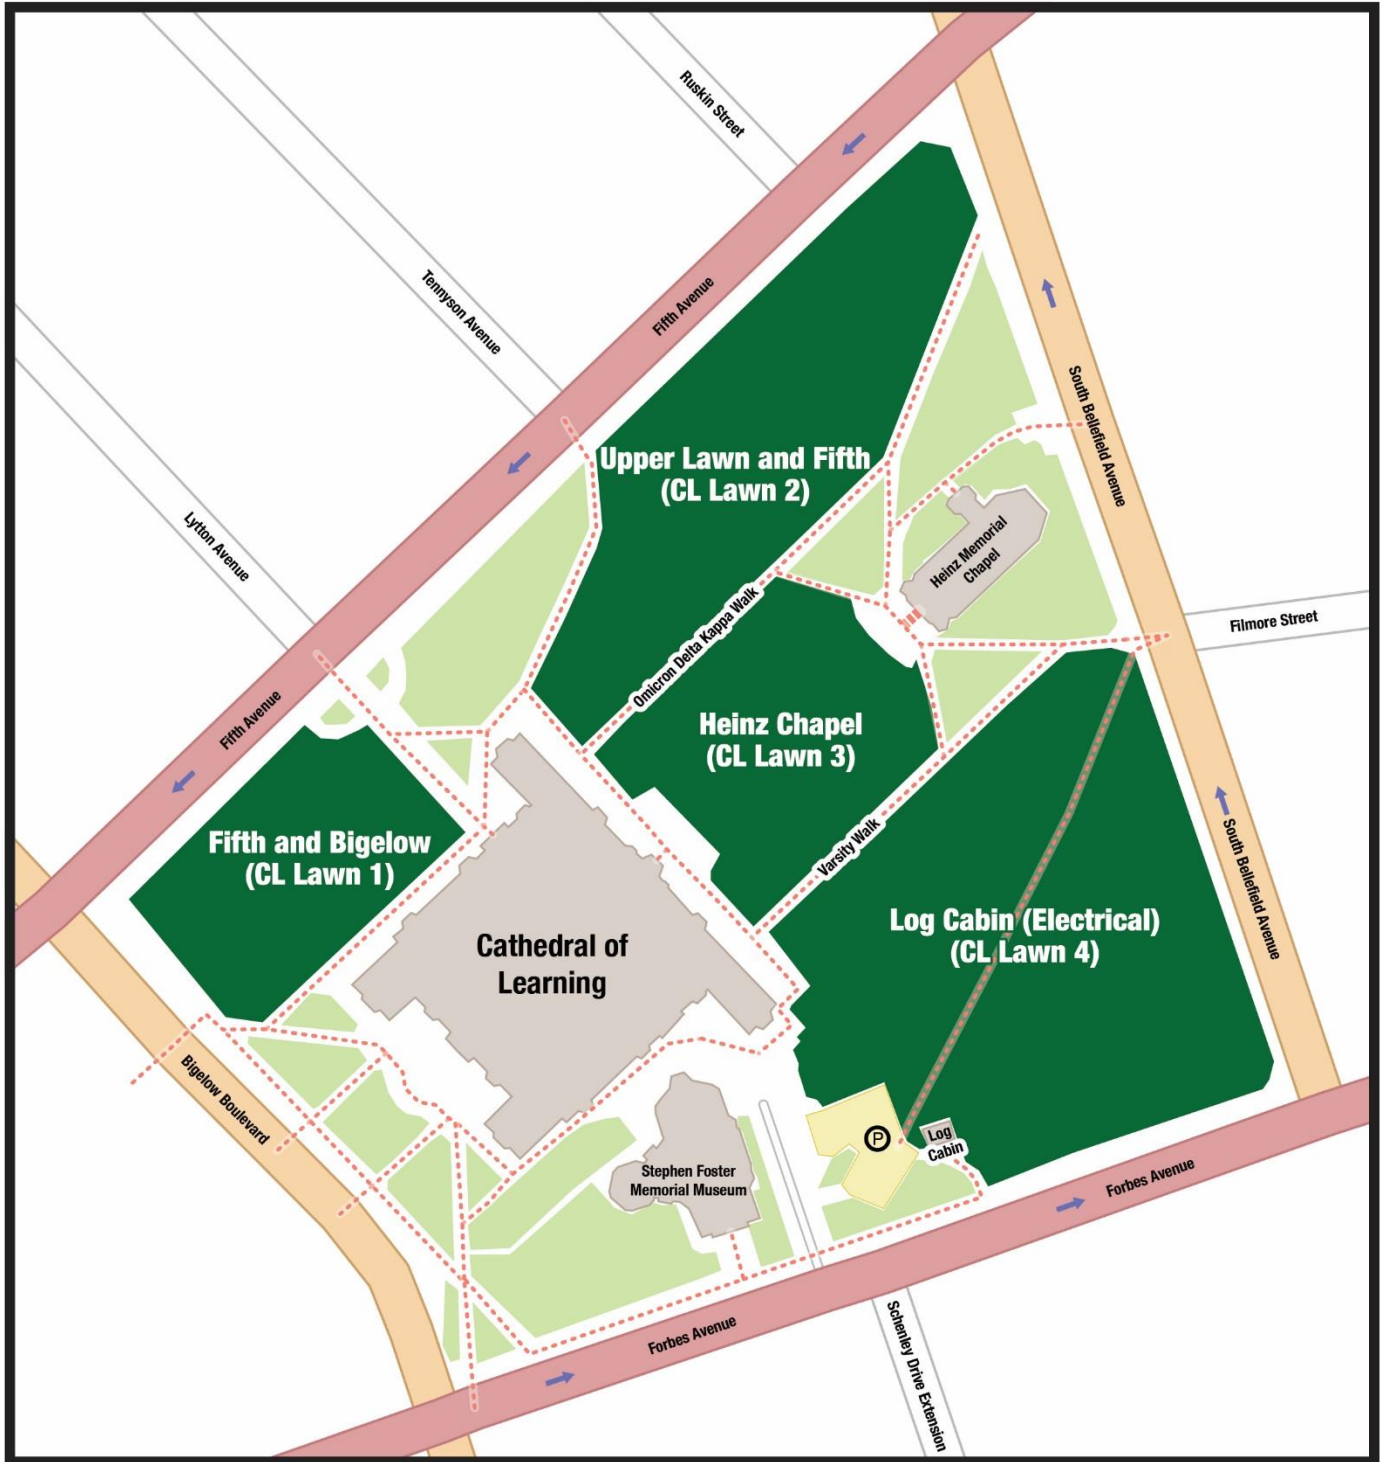 Ruskin Street
Tennyson Avenue
Fifth Avenue
South Bellefield Avenue
Upper Lawn and Fifth
(CL Lawn 2)
Lytton Avenue
Heinz Memorial
Chapel
Filmore Street
Omicron Delta Kappa Walk
Fifth Avenue
Heinz Chapel
(CL Lawn 3)
Fifth and Bigelow
(CL Lawn 1)
Varsity Walk
South Bellefield Avenue
Log Cabin (Electrical)
(CL Lawn 4)
Cathedral of
Learning
Bigelow Boulevard
P
Log
Cabin
Stephen Foster
Memorial Museum
Forbes Avenue
Forbes Avenue
Schenley Drive Extension